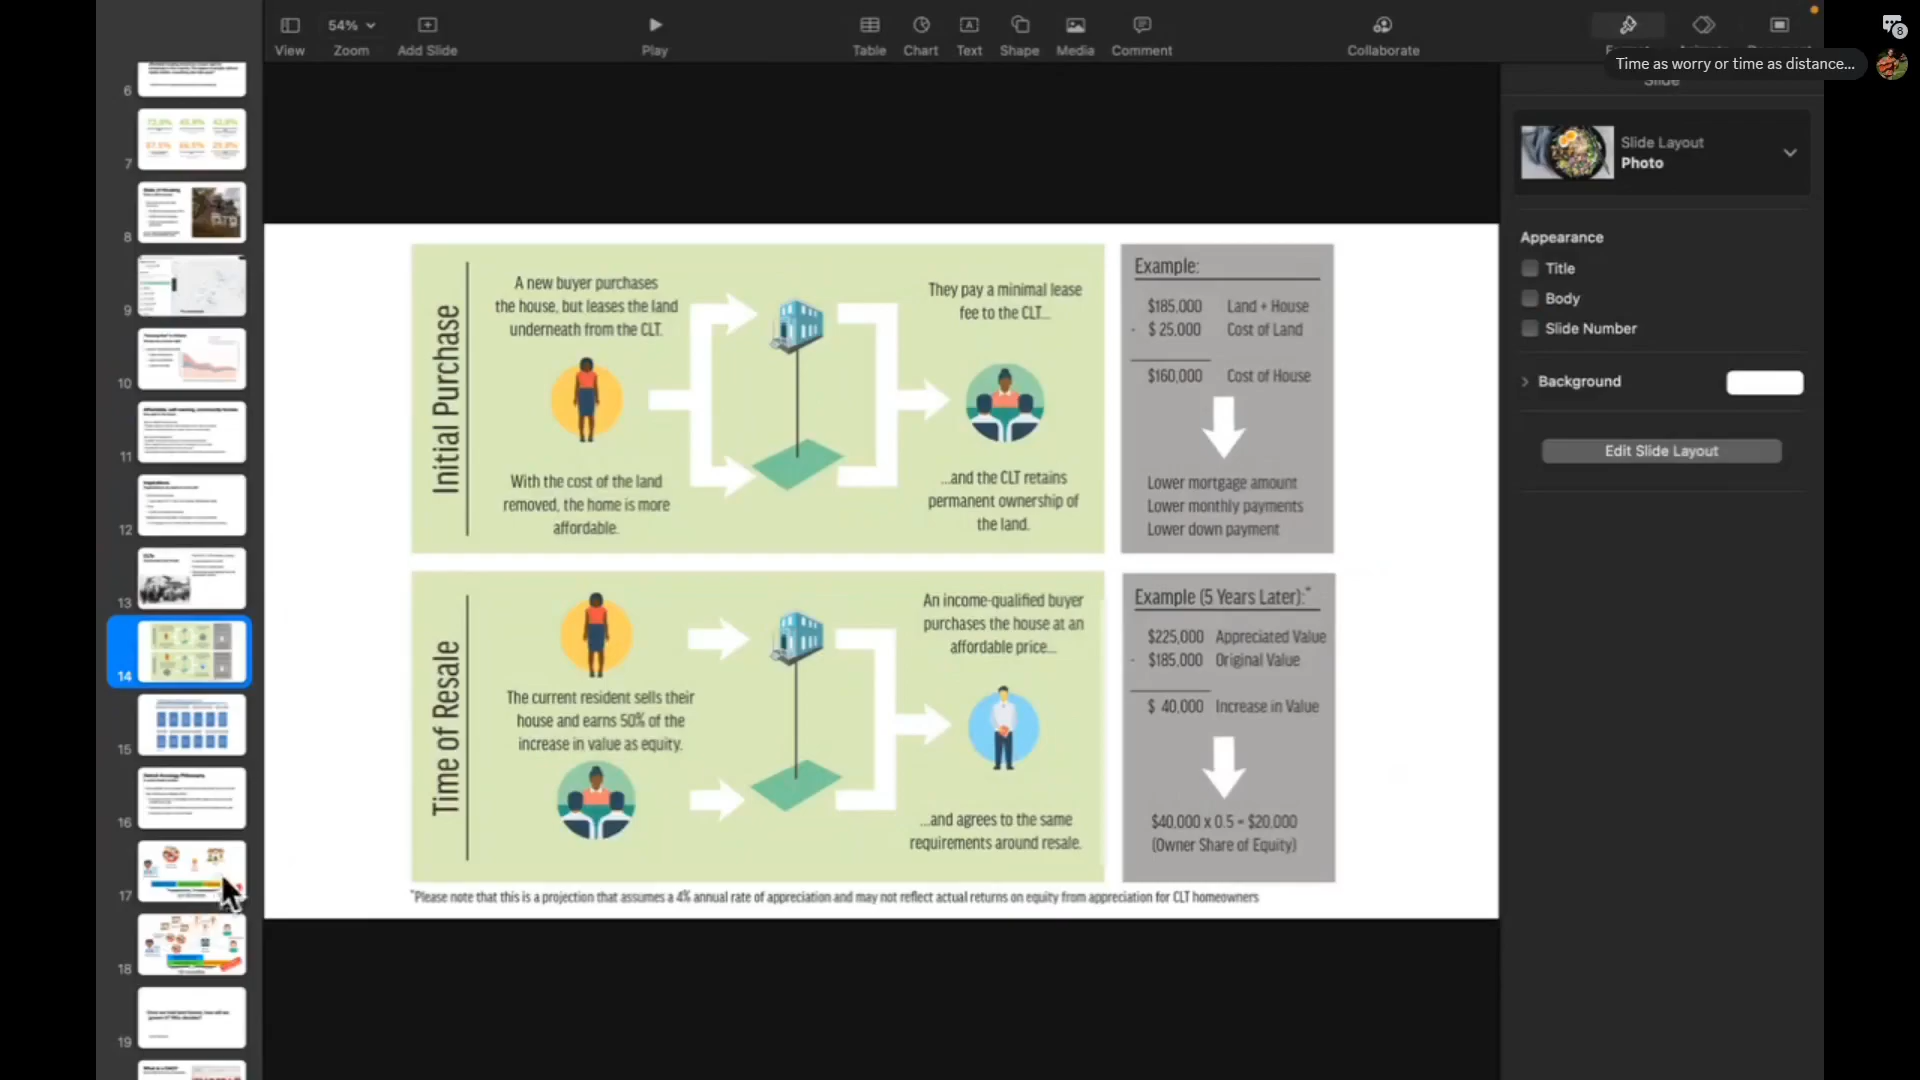 View
54%
Zoom
Add Slide
Play
Table
Chart
Text
Shape
Media
Comment
Collaborate
8
Time as worry or time as distance...
Slide
6
7
8
9
10
11
12
13
14
15
16
17
18
19
Initial Purchase
A new buyer purchases
the house, but leases the land
underneath from the CLT.
With the cost of the land
removed, the home is more
affordable.
They pay a minimal lease
fee to the CLT...
...and the CLT retains
permanent ownership of
the land.
Example:
$185,000 Land + House
- $ 25,000 Cost of Land
$160,000 Cost of House
Lower mortgage amount
Lower monthly payments
Lower down payment
Time of Resale
The current resident sells their
house and earns 50% of the
increase in value as equity.
An income-qualified buyer
purchases the house at an
affordable price...
...and agrees to the same
requirements around resale.
Example (5 Years Later):*
$225,000 Appreciated Value
- $185,000 Original Value
$ 40,000 Increase in Value
$40,000 x 0.5 = $20,000
(Owner Share of Equity)
*Please note that this is a projection that assumes a 4% annual rate of appreciation and may not reflect actual returns on equity from appreciation for CLT homeowners
Slide Layout
Photo
Appearance
Title
Body
Slide Number
Background
Edit Slide Layout